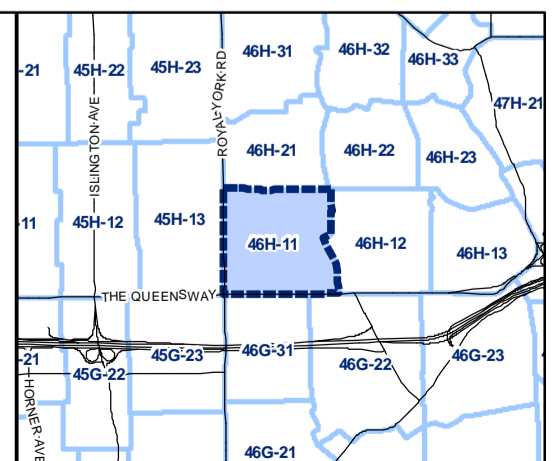 46H-31
46H-32
46H-33
-21
45H-22
45H-23
ROYAL YORK RD
47H-21
ISLINGTON AVE
46H-21
46H-22
46H-23
-11
45H-12
45H-13
46H-11
46H-12
46H-13
THE QUEENSWAY
-21
45G-23
46G-31
46G-22
46G-23
45G-22
HORNER AVE
46G-21